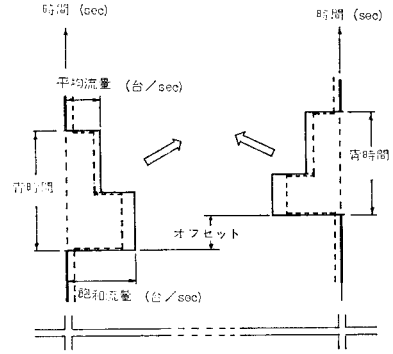 時間 (sec)
時間 (sec)
平均流量 (台/sec)
青時間
青時間
オフセット
飽和流量 (台/sec)